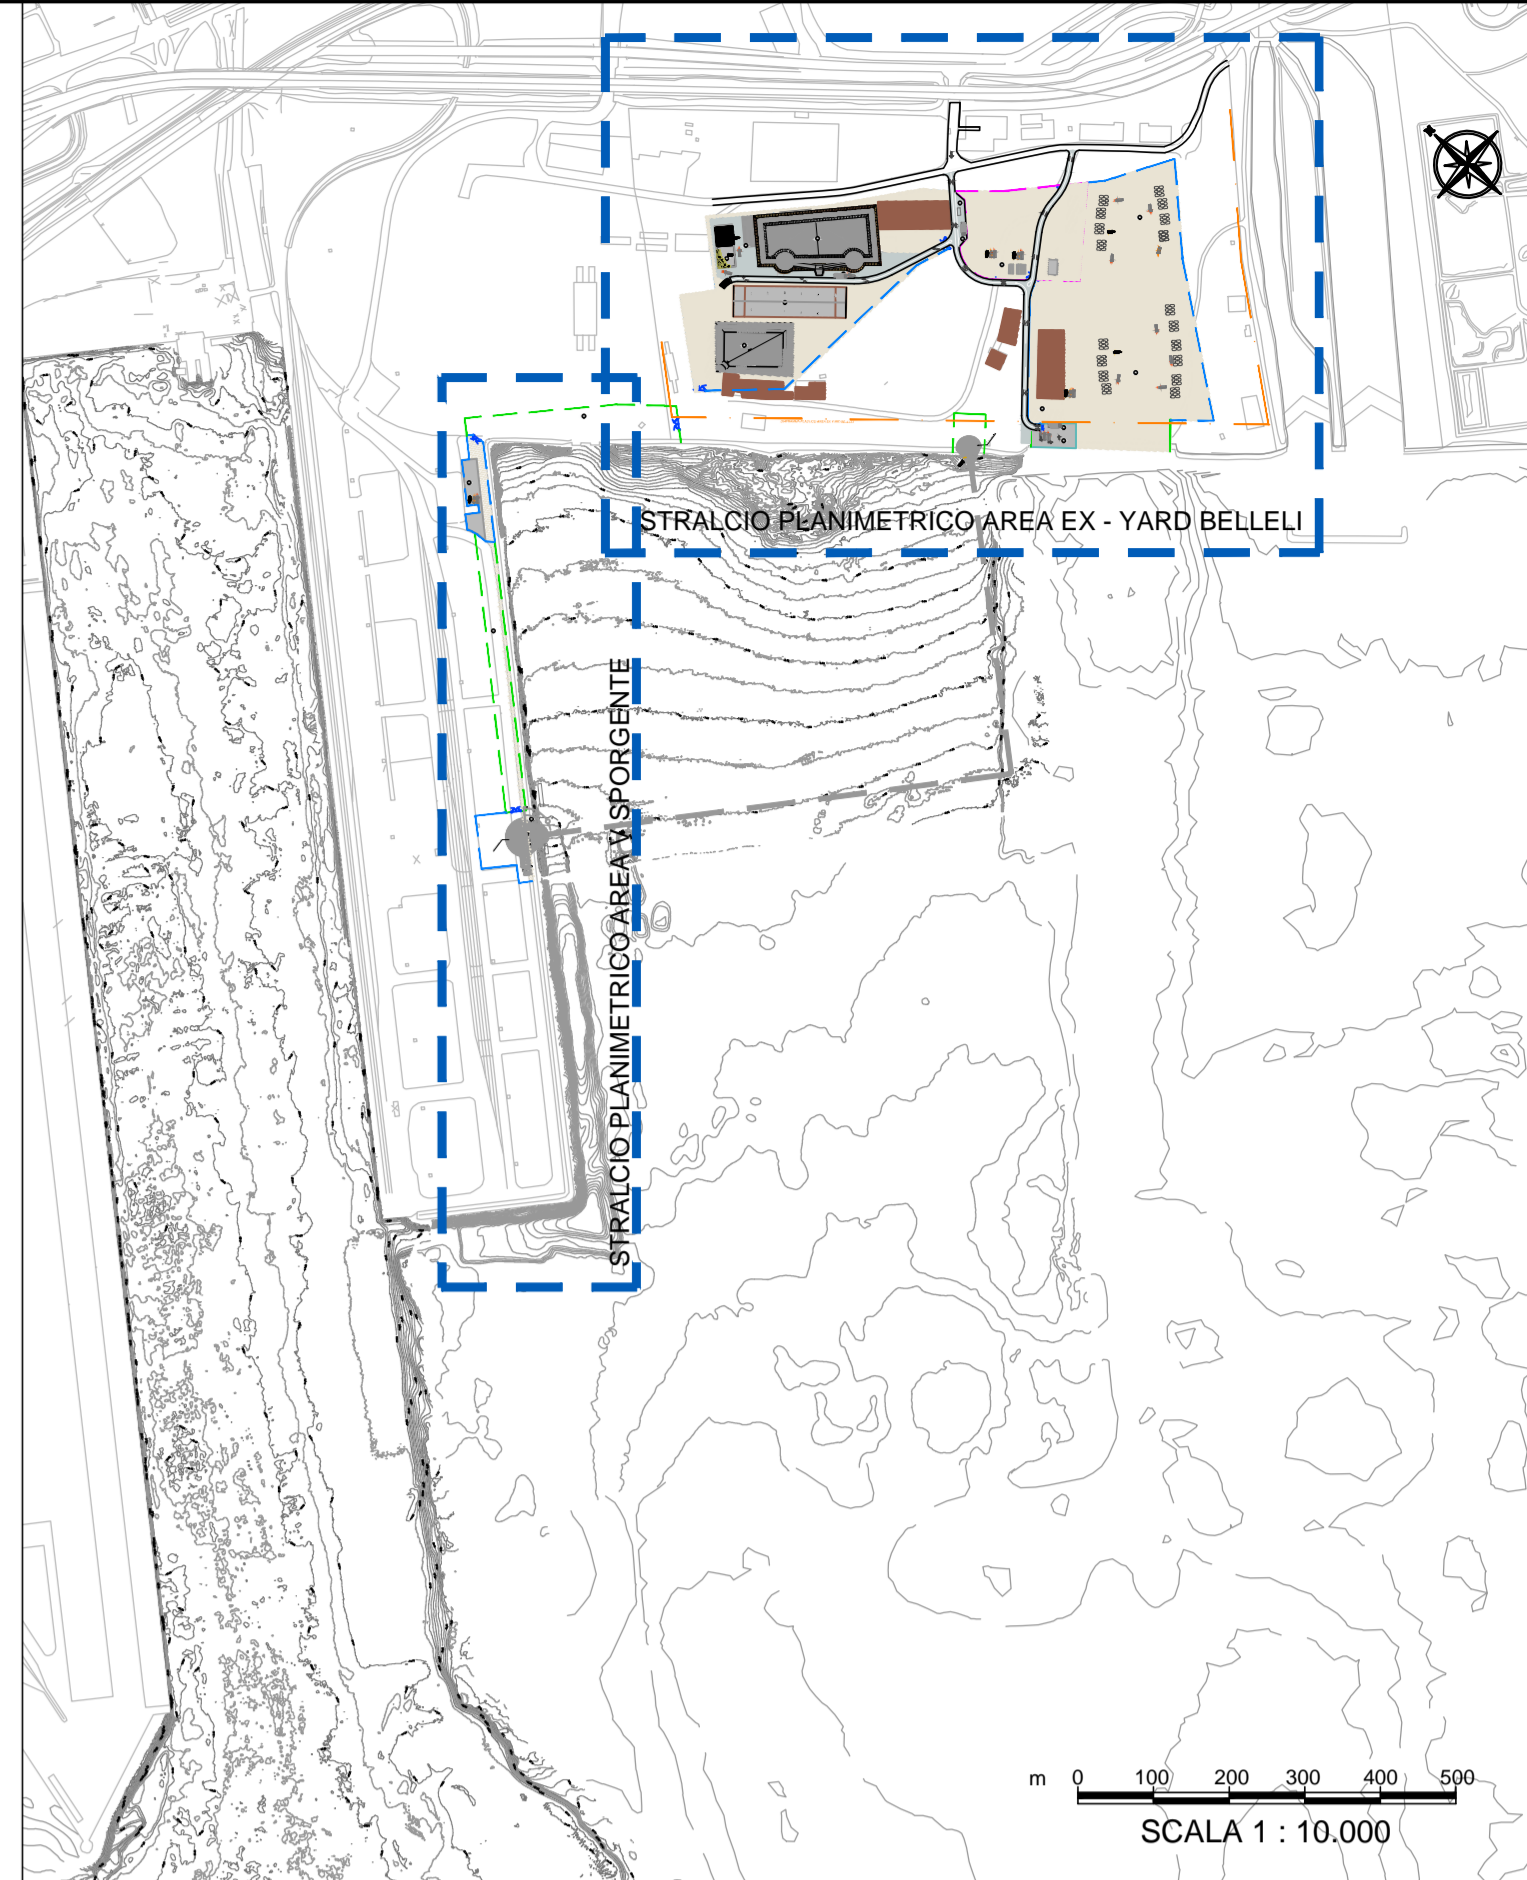 STRALCIO PLANIMETRICO AREA EX - YARD BELLELI
STRALCIO PLANIMETRICO AREA V SPORGENTE
m 0 100 200 300 400 500
SCALA 1 : 10.000